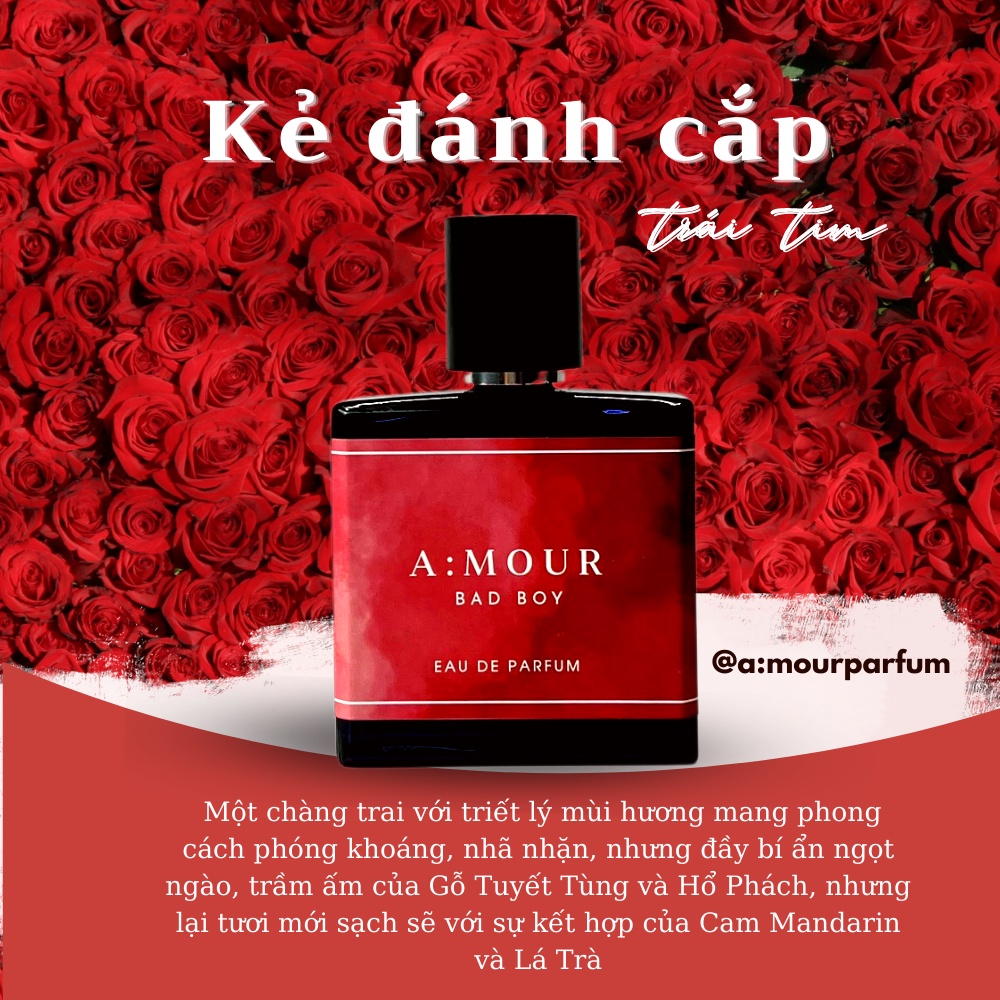 Kẻ đánh cắp
trái tim
A:MOUR
BAD BOY
EAU DE PARFUM
@a:mourparfum
Một chàng trai với triết lý mùi hương mang phong
cách phóng khoáng, nhã nhặn, nhưng đầy bí ẩn ngọt
ngào, trầm ấm của Gỗ Tuyết Tùng và Hổ Phách, nhưng
lại tươi mới sạch sẽ với sự kết hợp của Cam Mandarin
và Lá Trà